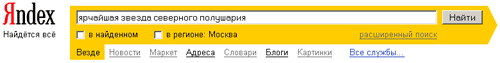 Яndex
Найдётся всё
ярчайшая звезда северного полушария
Найти
в найденном в регионе: Москва расширенный поиск
Везде Новости Маркет Адреса Словари Блоги Картинки Все службы...